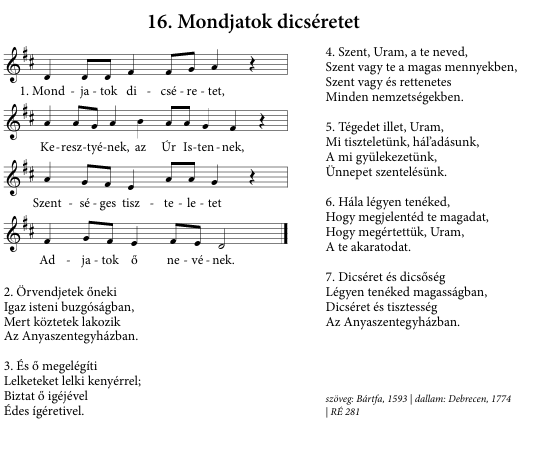 16. Mondjatok dicséretet
1. Mond - ja - tok di - csé - re - tet,
Ke - resz - tyé - nek, az Úr Is - ten - nek,
Szent - sé - ges tisz - te - le - tet
Ad - ja - tok ő ne - vé - nek.
2. Örvendjetek őneki
Igaz isteni buzgóságban,
Mert köztetek lakozik
Az Anyaszentegyházban.
3. És ő megelégíti
Lelketeket lelki kenyérrel;
Biztat ő igéjével
Édes ígéretivel.
4. Szent, Uram, a te neved,
Szent vagy te a magas mennyekben,
Szent vagy és rettenetes
Minden nemzetségekben.
5. Tégedet illet, Uram,
Mi tiszteletünk, hál'adásunk,
A mi gyülekezetünk,
Ünnepet szentelésünk.
6. Hála légyen tenéked,
Hogy megjelentéd te magadat,
Hogy megértettük, Uram,
A te akaratodat.
7. Dicséret és dicsőség
Légyen tenéked magasságban,
Dicséret és tisztesség
Az Anyaszentegyházban.
szöveg: Bártfa, 1593 | dallam: Debrecen, 1774
| RÉ 281